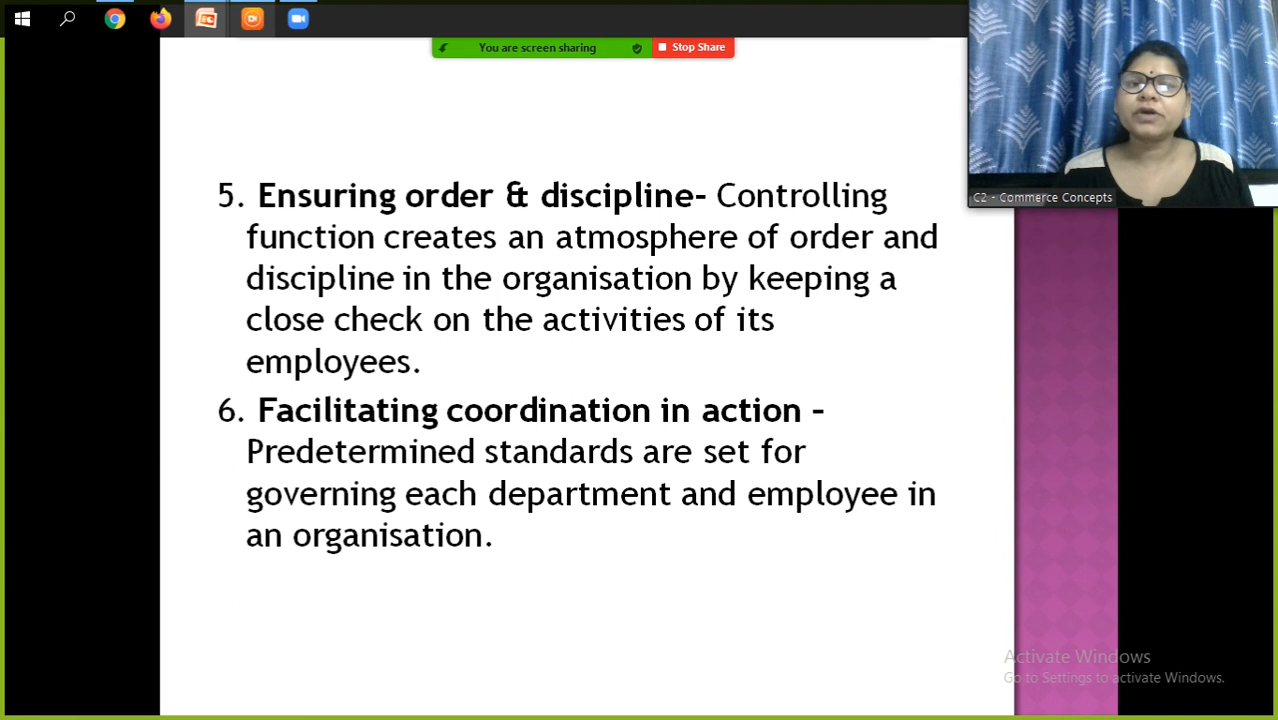 You are screen sharing
Stop Share
C2 - Commerce Concepts
5. Ensuring order & discipline- Controlling
function creates an atmosphere of order and
discipline in the organisation by keeping a
close check on the activities of its
employees.
6. Facilitating coordination in action -
Predetermined standards are set for
governing each department and employee in
an organisation.
Activate Windows
Go to Settings to activate Windows.